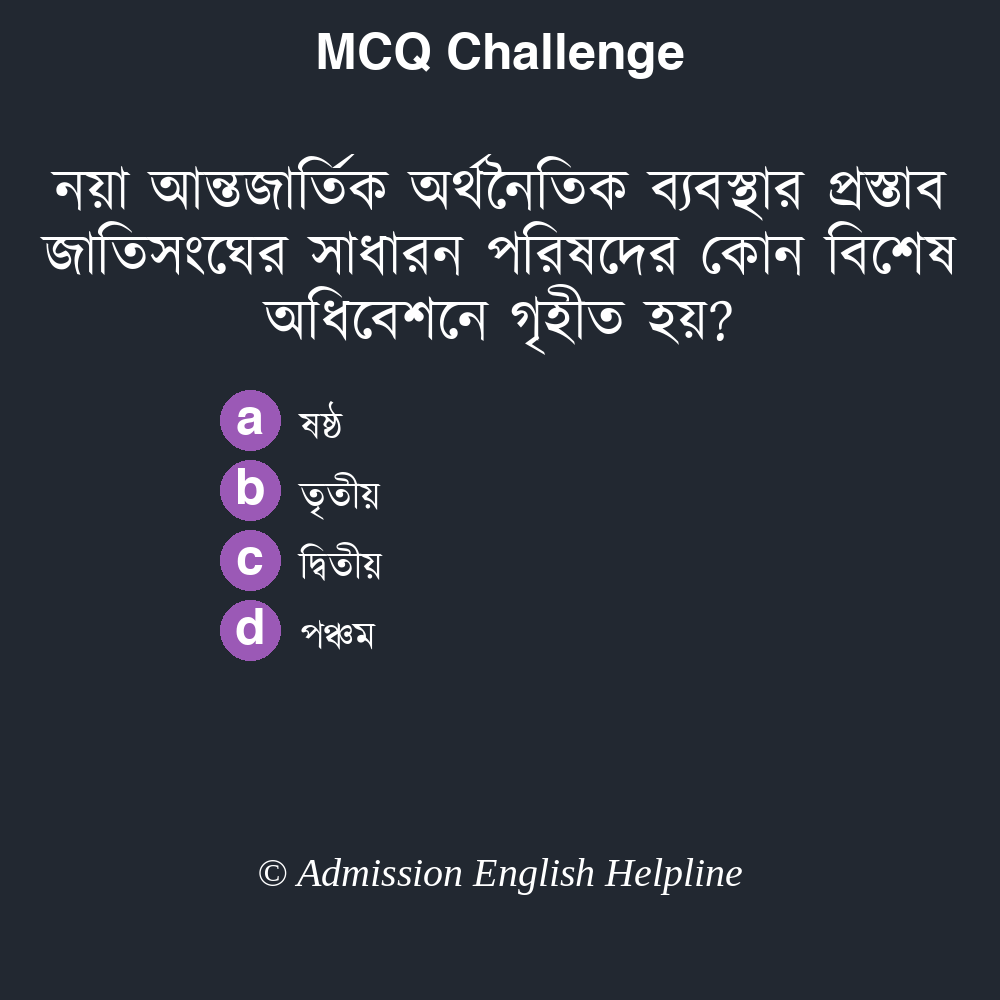 MCQ Challenge
নয়া আন্তজার্তিক অর্থনৈতিক ব্যবস্থার প্রস্তাব
জাতিসংঘের সাধারন পরিষদের কোন বিশেষ
অধিবেশনে গৃহীত হয়?
a ষষ্ঠ
b তৃতীয়
c দ্বিতীয়
d পঞ্চম
© Admission English Helpline